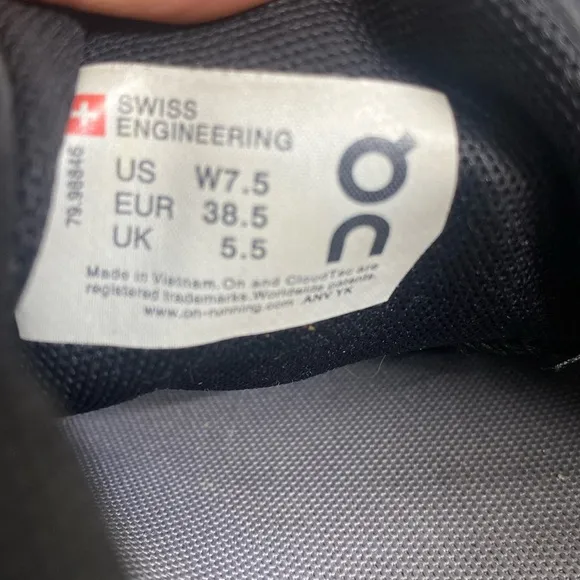 SWISS
ENGINEERING
US W7.5
EUR 38.5
UK 5.5
79.98846
Made in Vietnam. On and CloudTec are
registered trademarks. Worldwide patents.
www.on-running.com ANV YK
On